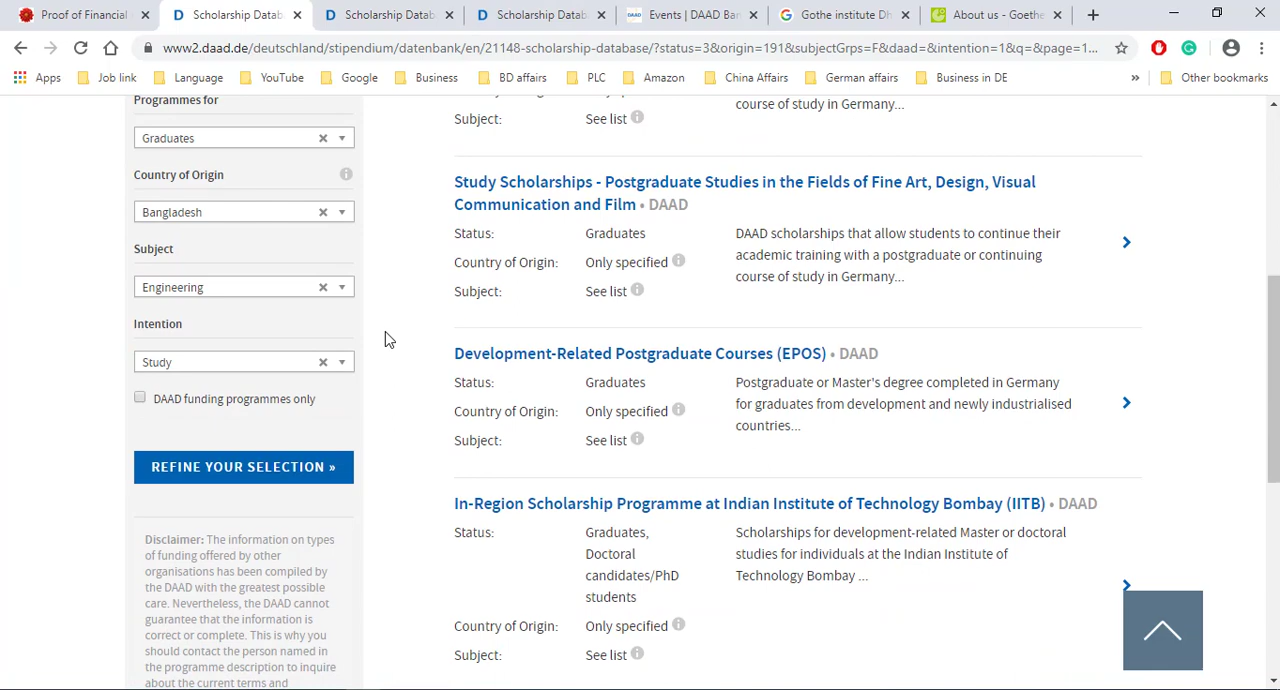 Proof of Financial
Scholarship Datab
Scholarship Datab
Scholarship Datab
DAAD Events | DAAD Ban
Gothe institute Dh
About us - Goethe
www2.daad.de/deutschland/stipendium/datenbank/en/21148-scholarship-database/?status=3&origin=191&subjectGrps=F&daad=&intention=1&q=&page=1...
Apps Job link Language YouTube Google Business BD affairs PLC Amazon China Affairs German affairs Business in DE » Other bookmarks
Programmes for
Graduates
Country of Origin
Bangladesh
Subject
Engineering
Intention
Study
DAAD funding programmes only
REFINE YOUR SELECTION »
Disclaimer: The information on types
of funding offered by other
organisations has been compiled by
the DAAD with the greatest possible
care. Nevertheless, the DAAD cannot
guarantee that the information is
correct or complete. This is why you
should contact the person named in
the programme description to inquire
about the current terms and
course of study in Germany...
Subject: See list
Study Scholarships - Postgraduate Studies in the Fields of Fine Art, Design, Visual
Communication and Film • DAAD
Status: Graduates
Country of Origin: Only specified
Subject: See list
DAAD scholarships that allow students to continue their
academic training with a postgraduate or continuing
course of study in Germany...
Development-Related Postgraduate Courses (EPOS) • DAAD
Status: Graduates
Country of Origin: Only specified
Subject: See list
Postgraduate or Master's degree completed in Germany
for graduates from development and newly industrialised
countries...
In-Region Scholarship Programme at Indian Institute of Technology Bombay (IITB) • DAAD
Status: Graduates,
Doctoral
candidates/PhD
students
Country of Origin: Only specified
Subject: See list
Scholarships for development-related Master or doctoral
studies for individuals at the Indian Institute of
Technology Bombay ...